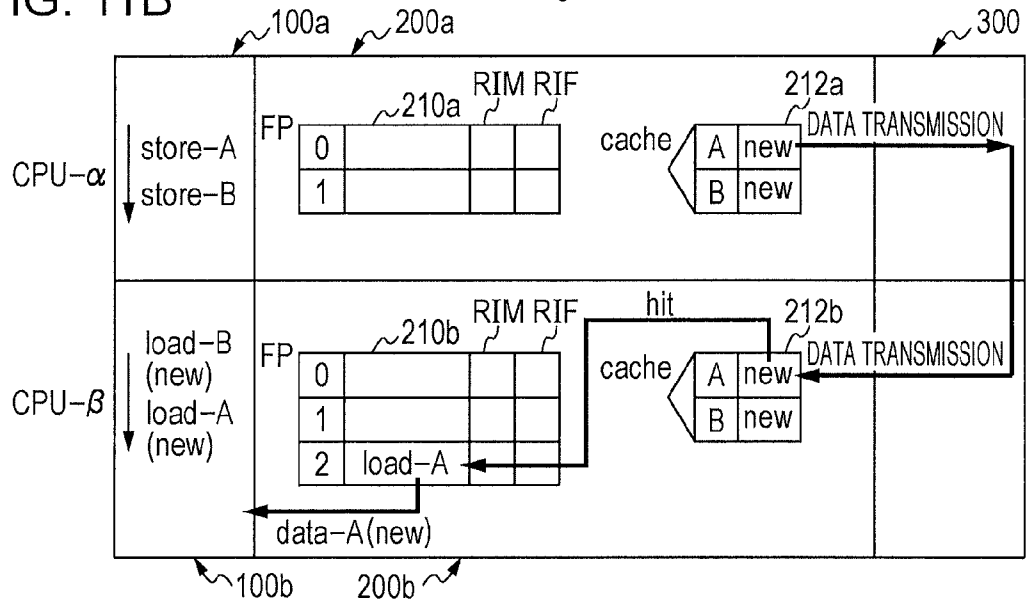 FIG. 11B
100a 200a 300
RIM RIF 212a
FP 210a cache DATA TRANSMISSION
0 A new
1 B new
CPU-α
store-A
store-B
RIM RIF hit 212b
FP 210b cache DATA TRANSMISSION
0 A new
1 B new
2 load-A
CPU-β
load-B
(new)
load-A
(new)
data-A(new)
100b 200b